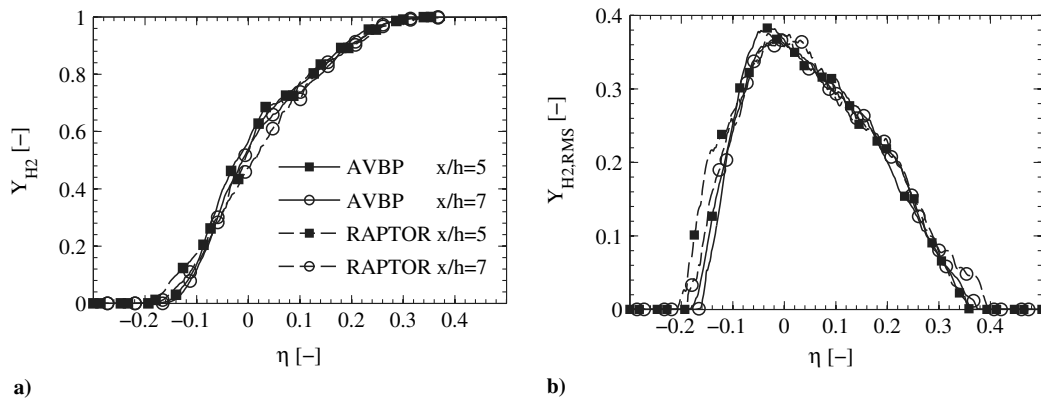 1
0.8
0.6
0.4
0.2
0
Y_H2 [−]
−0.2 −0.1 0 0.1 0.2 0.3 0.4
η [−]
AVBP x/h=5
AVBP x/h=7
RAPTOR x/h=5
RAPTOR x/h=7
a)
0.4
0.3
0.2
0.1
0
Y_H2,RMS [−]
−0.2 −0.1 0 0.1 0.2 0.3 0.4
η [−]
b)